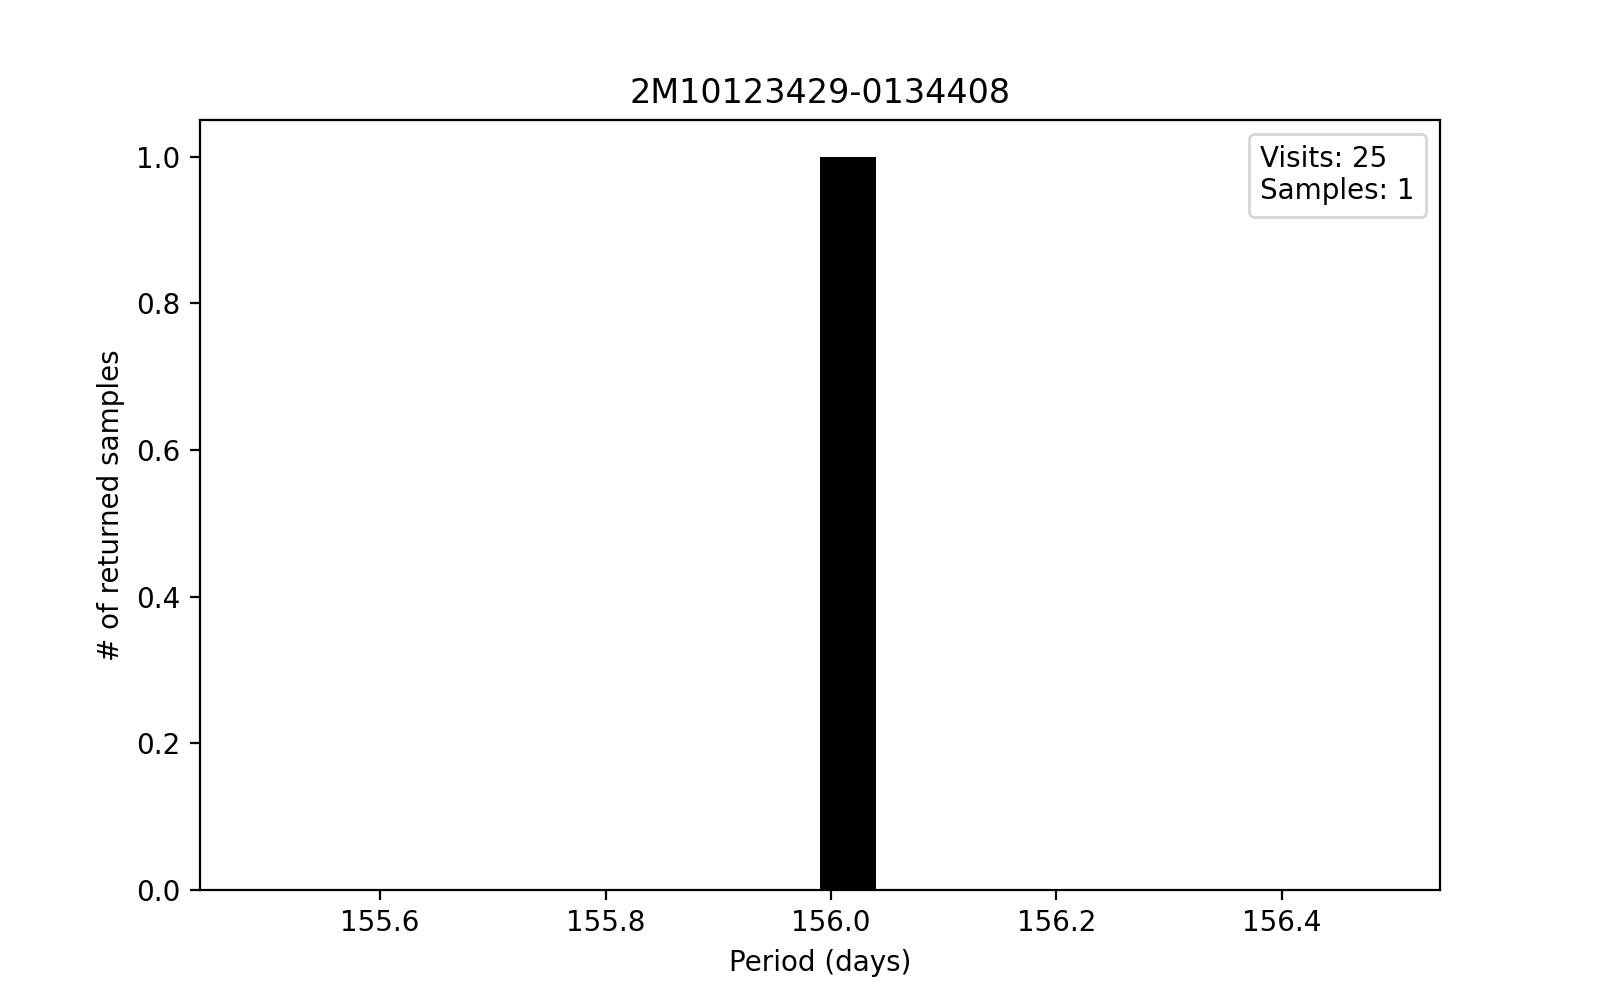 2M10123429-0134408
Visits: 25
Samples: 1
# of returned samples
1.0
0.8
0.6
0.4
0.2
0.0
155.6 155.8 156.0 156.2 156.4
Period (days)